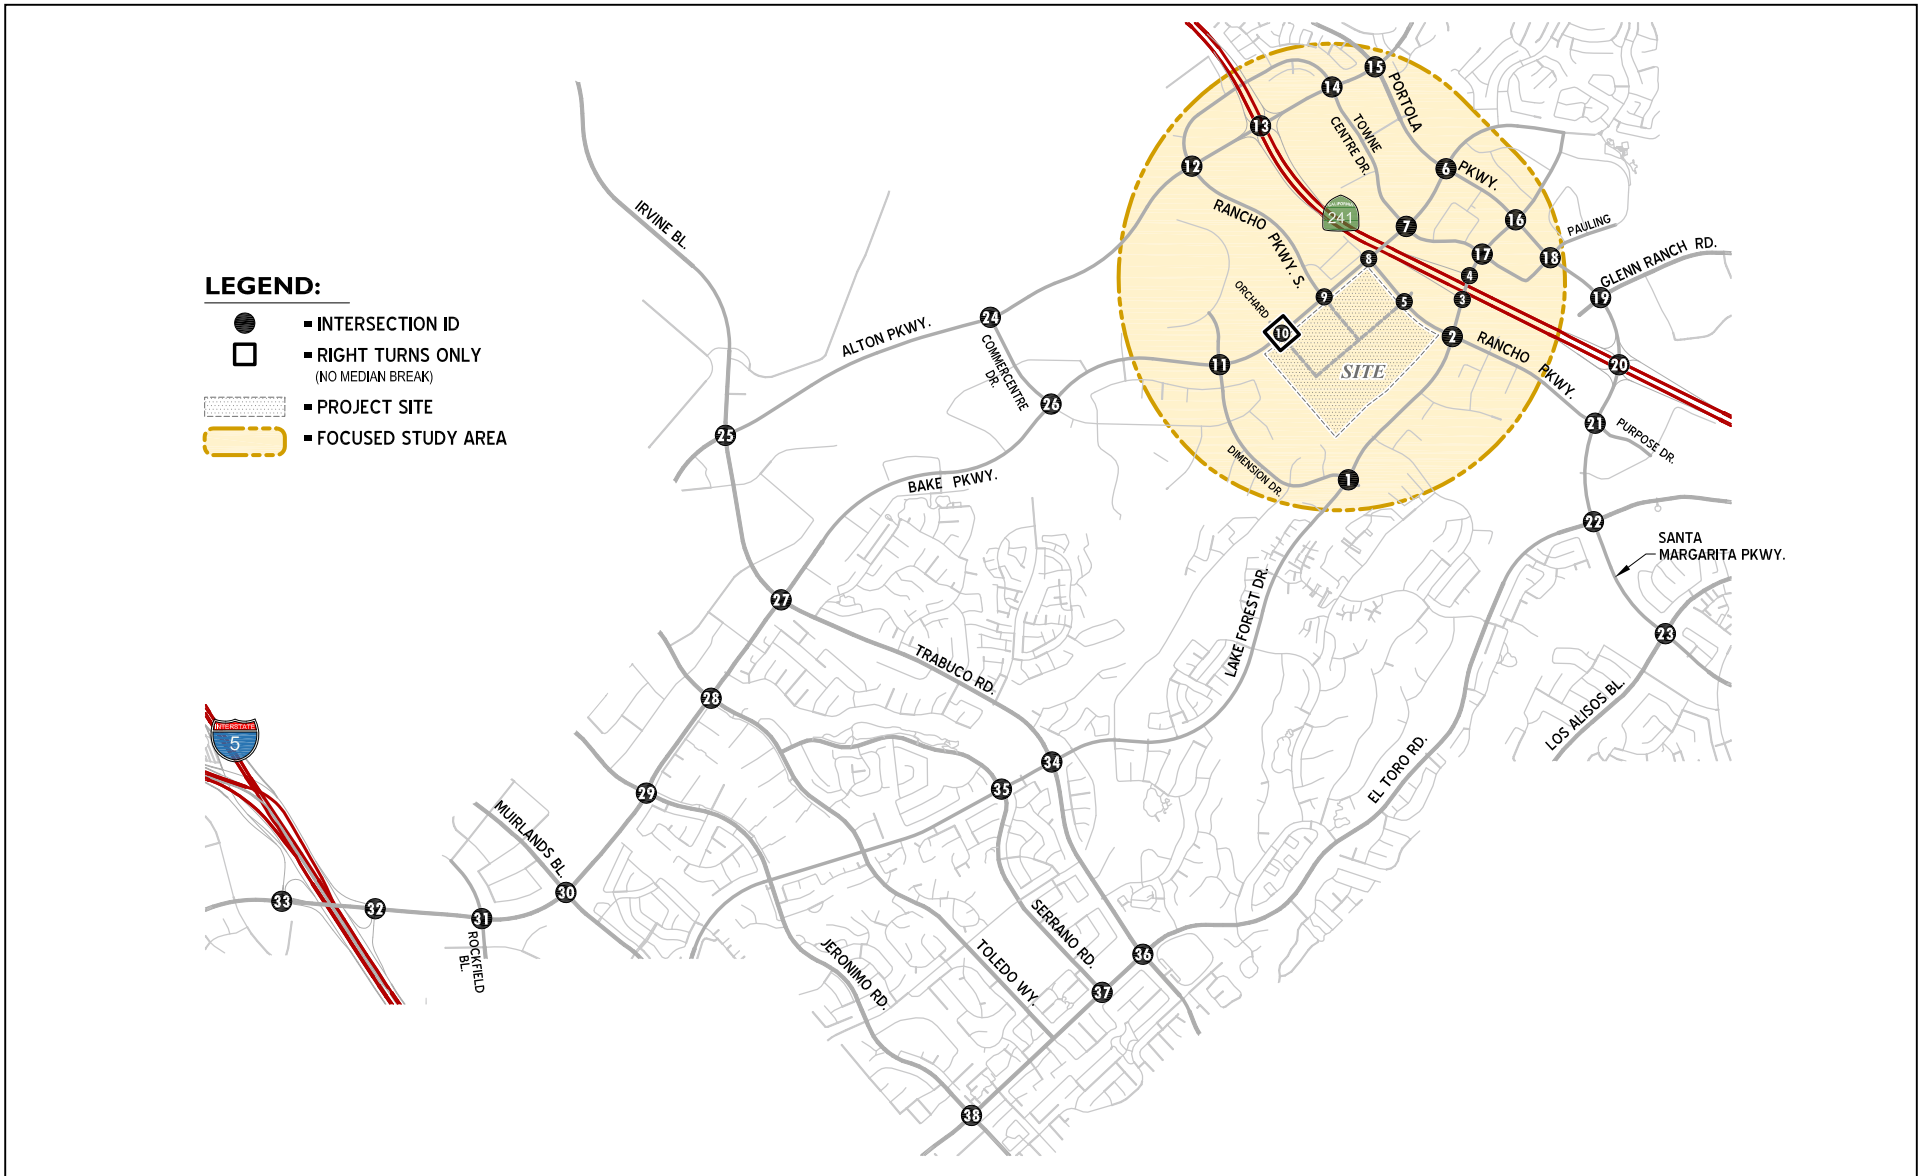 LEGEND:
INTERSECTION ID
RIGHT TURNS ONLY
(NO MEDIAN BREAK)
PROJECT SITE
FOCUSED STUDY AREA
IRVINE BL.
ALTON PKWY.
COMMERCENTRE
DR.
BAKE PKWY.
TRABUCO RD.
LAKE FOREST DR.
EL TORO RD.
LOS ALISOS BL.
SANTA
MARGARITA PKWY.
MUIRLANDS BL.
ROCKFIELD
BL.
JERONIMO RD.
TOLEDO WY.
SERRANO RD.
PORTOLA
PKWY.
TOWNE
CENTRE DR.
RANCHO PKWY. S.
ORCHARD
DIMENSION DR.
RANCHO
PKWY.
PURPOSE DR.
PAULING
GLENN RANCH RD.
SITE
CALIFORNIA
241
INTERSTATE
5
1
2
3
4
5
6
7
8
9
10
11
12
13
14
15
16
17
18
19
20
21
22
23
24
25
26
27
28
29
30
31
32
33
34
35
36
37
38